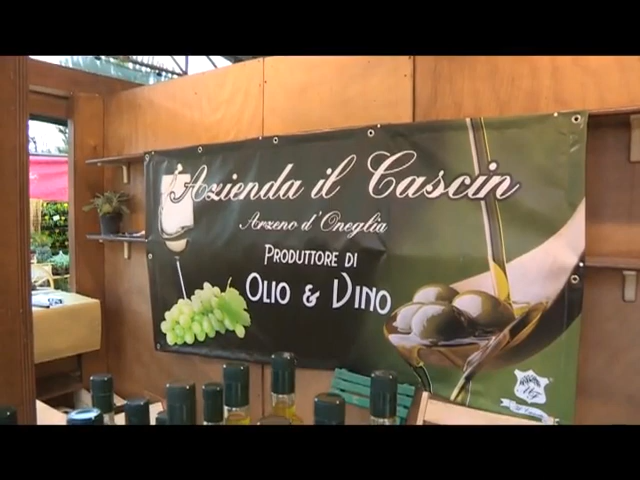 Azienda il Cascin
Arzeno d'Oneglia
PRODUTTORE DI
OLIO & VINO